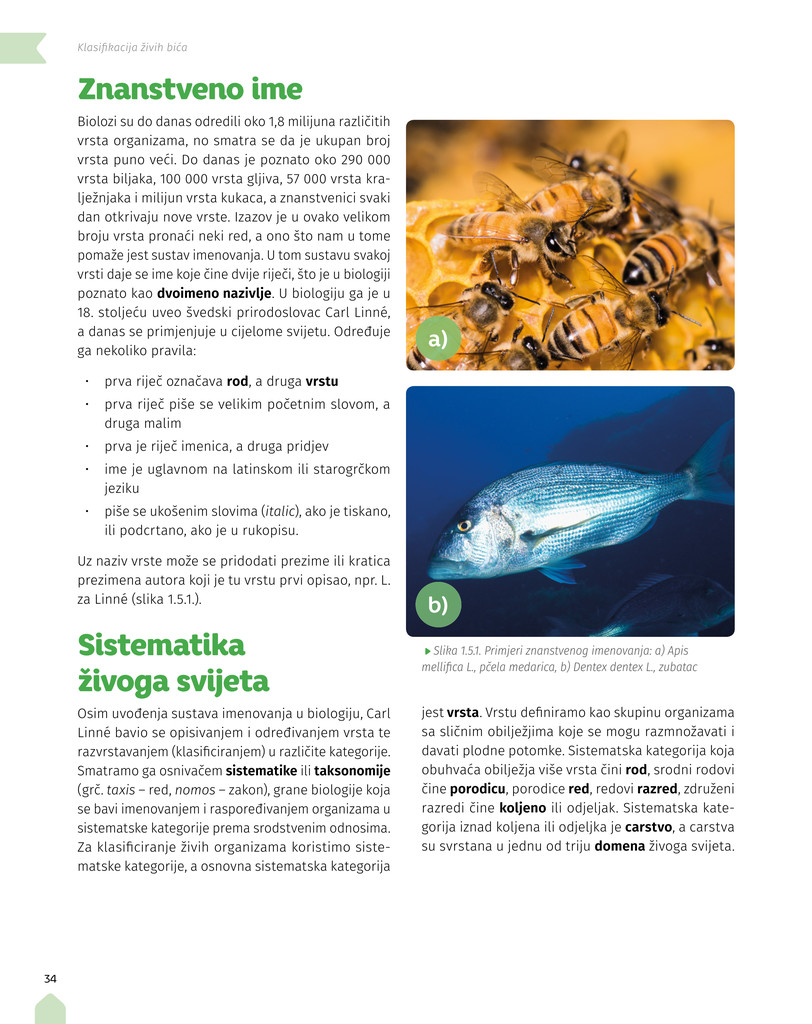 Klasifikacija živih bića
Znanstveno ime
Biolozi su do danas odredili oko 1,8 milijuna različitih
vrsta organizama, no smatra se da je ukupan broj
vrsta puno veći. Do danas je poznato oko 290 000
vrsta biljaka, 100 000 vrsta gljiva, 57 000 vrsta kra-
lježnjaka i milijun vrsta kukaca, a znanstvenici svaki
dan otkrivaju nove vrste. Izazov je u ovako velikom
broju vrsta pronaći neki red, a ono što nam u tome
pomaže jest sustav imenovanja. U tom sustavu svakoj
vrsti daje se ime koje čine dvije riječi, što je u biologiji
poznato kao dvoimeno nazivlje. U biologiju ga je u
18. stoljeću uveo švedski prirodoslovac Carl Linné,
a danas se primjenjuje u cijelome svijetu. Određuje
ga nekoliko pravila:
• prva riječ označava rod, a druga vrstu
• prva riječ piše se velikim početnim slovom, a
druga malim
• prva je riječ imenica, a druga pridjev
• ime je uglavnom na latinskom ili starogrčkom
jeziku
• piše se ukošenim slovima (italic), ako je tiskano,
ili podcrtano, ako je u rukopisu.
Uz naziv vrste može se pridodati prezime ili kratica
prezimena autora koji je tu vrstu prvi opisao, npr. L.
za Linné (slika 1.5.1.).
a)
b)
Slika 1.5.1. Primjeri znanstvenog imenovanja: a) Apis
mellifica L., pčela medarica, b) Dentex dentex L., zubatac
Sistematika
živoga svijeta
Osim uvođenja sustava imenovanja u biologiju, Carl
Linné bavio se opisivanjem i određivanjem vrsta te
razvrstavanjem (klasificiranjem) u različite kategorije.
Smatramo ga osnivačem sistematike ili taksonomije
(grč. taxis – red, nomos – zakon), grane biologije koja
se bavi imenovanjem i raspoređivanjem organizama u
sistematske kategorije prema srodstvenim odnosima.
Za klasificiranje živih organizama koristimo siste-
matske kategorije, a osnovna sistematska kategorija
jest vrsta. Vrstu definiramo kao skupinu organizama
sa sličnim obilježjima koje se mogu razmnožavati i
davati plodne potomke. Sistematska kategorija koja
obuhvaća obilježja više vrsta čini rod, srodni rodovi
čine porodicu, porodice red, redovi razred, združeni
razredi čine koljeno ili odjeljak. Sistematska kate-
gorija iznad koljena ili odjeljka je carstvo, a carstva
su svrstana u jednu od triju domena živoga svijeta.
34